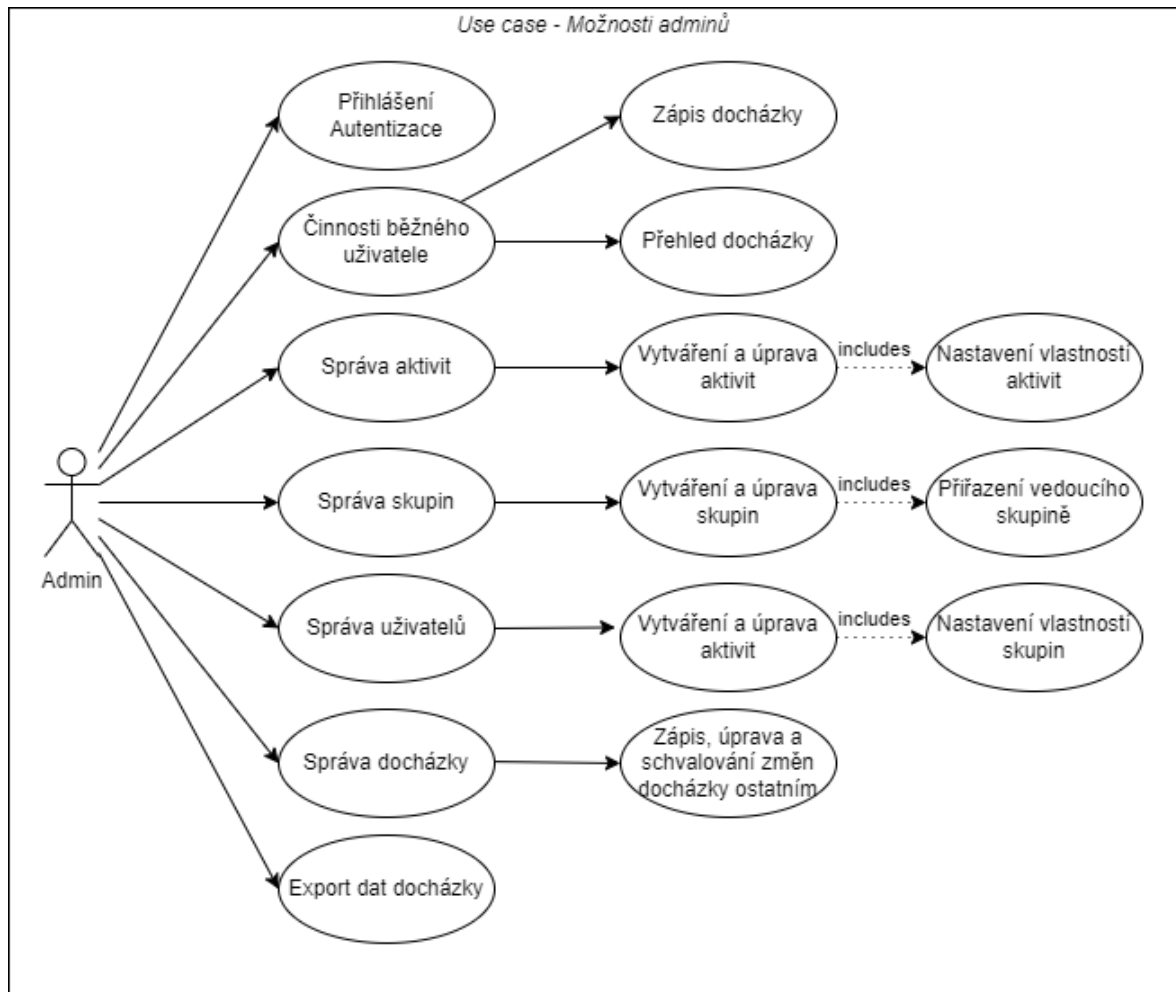 Use case - Možnosti adminů
Přihlášení
Autentizace
Zápis docházky
Činnosti běžného
uživatele
Přehled docházky
Správa aktivit
Vytváření a úprava
aktivit
includes
Nastavení vlastností
aktivit
Správa skupin
Vytváření a úprava
skupin
includes
Přiřazení vedoucího
skupině
Admin
Správa uživatelů
Vytváření a úprava
aktivit
includes
Nastavení vlastností
skupin
Správa docházky
Zápis, úprava a
schvalování změn
docházky ostatním
Export dat docházky